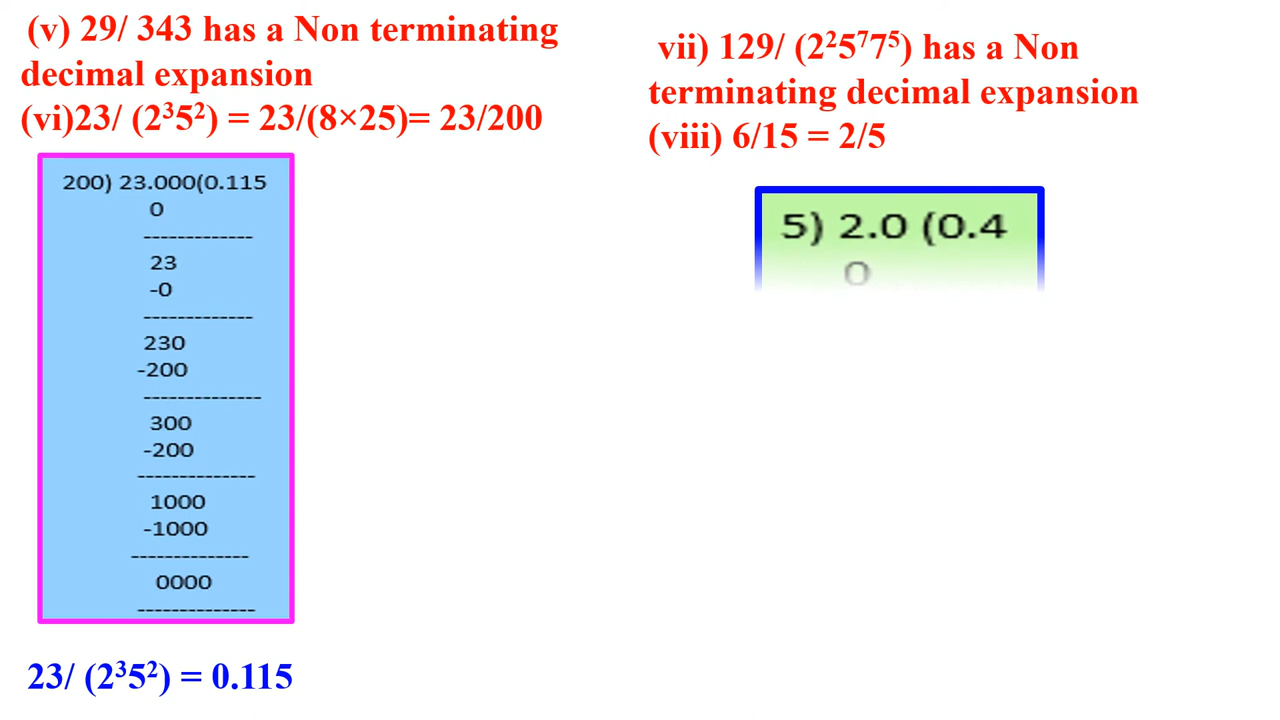 (v) 29/ 343 has a Non terminating
decimal expansion
(vi)23/ (2³5²) = 23/(8×25)= 23/200
200) 23.000(0.115
0
-------------
23
-0
-------------
230
-200
--------------
300
-200
--------------
1000
-1000
--------------
0000
--------------
23/ (2³5²) = 0.115
vii) 129/ (2²5⁷7⁵) has a Non
terminating decimal expansion
(viii) 6/15 = 2/5
5) 2.0 (0.4
0